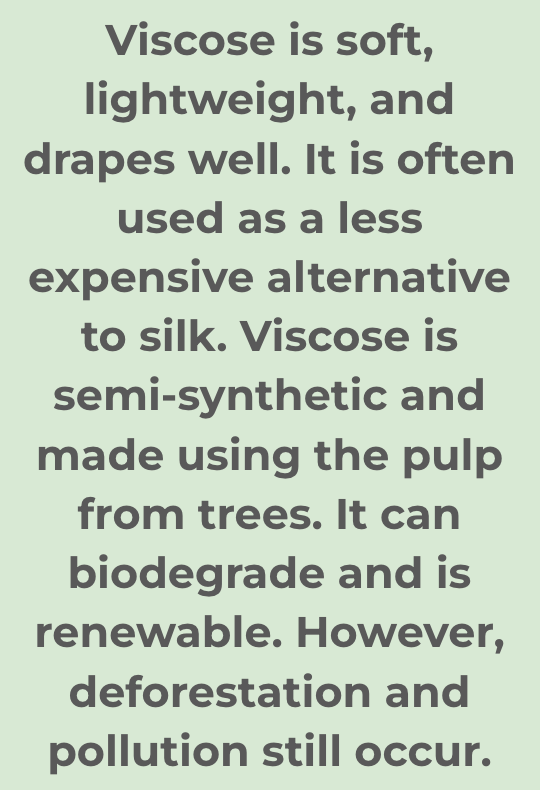 Viscose is soft,
lightweight, and
drapes well. It is often
used as a less
expensive alternative
to silk. Viscose is
semi-synthetic and
made using the pulp
from trees. It can
biodegrade and is
renewable. However,
deforestation and
pollution still occur.